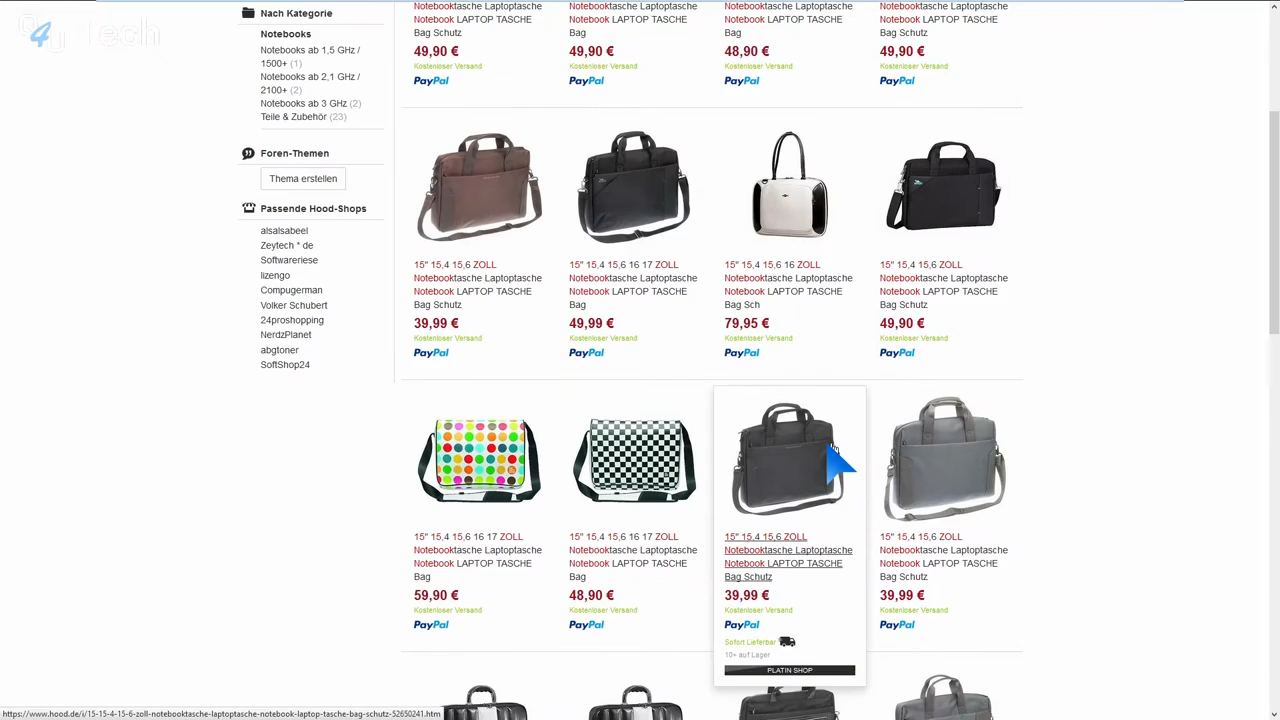 Nach Kategorie
Notebooks
Notebooks ab 1,5 GHz /
1500+ (1)
Notebooks ab 2,1 GHz /
2100+ (2)
Notebooks ab 3 GHz (2)
Teile & Zubehör (23)
Foren-Themen
Thema erstellen
Passende Hood-Shops
alsalsabeel
Zeytech * de
Softwareriese
lizengo
Compugerman
Volker Schubert
24proshopping
NerdzPlanet
abgtoner
SoftShop24
Notebooktasche Laptoptasche
Notebook LAPTOP TASCHE
Bag Schutz
49,90 €
Kostenloser Versand
PayPal
Notebooktasche Laptoptasche
Notebook LAPTOP TASCHE
Bag
49,90 €
Kostenloser Versand
PayPal
Notebooktasche Laptoptasche
Notebook LAPTOP TASCHE
Bag Schutz
48,90 €
Kostenloser Versand
PayPal
Notebooktasche Laptoptasche
Notebook LAPTOP TASCHE
Bag Schutz
49,90 €
Kostenloser Versand
PayPal
15" 15,4 15,6 ZOLL
Notebooktasche Laptoptasche
Notebook LAPTOP TASCHE
Bag Schutz
39,99 €
Kostenloser Versand
PayPal
15" 15,4 15,6 16 17 ZOLL
Notebooktasche Laptoptasche
Notebook LAPTOP TASCHE
Bag
49,99 €
Kostenloser Versand
PayPal
15" 15,4 15,6 16 ZOLL
Notebooktasche Laptoptasche
Notebook LAPTOP TASCHE
Bag Sch
79,95 €
Kostenloser Versand
PayPal
15" 15,4 15,6 ZOLL
Notebooktasche Laptoptasche
Notebook LAPTOP TASCHE
Bag Schutz
49,90 €
Kostenloser Versand
PayPal
15" 15,4 15,6 16 17 ZOLL
Notebooktasche Laptoptasche
Notebook LAPTOP TASCHE
Bag
59,90 €
Kostenloser Versand
PayPal
15" 15,4 15,6 16 17 ZOLL
Notebooktasche Laptoptasche
Notebook LAPTOP TASCHE
Bag
48,90 €
Kostenloser Versand
PayPal
15" 15,4 15,6 ZOLL
Notebooktasche Laptoptasche
Notebook LAPTOP TASCHE
Bag Schutz
39,99 €
Kostenloser Versand
PayPal
Sofort Lieferbar
10+ auf Lager
PLATIN SHOP
15" 15,4 15,6 ZOLL
Notebooktasche Laptoptasche
Notebook LAPTOP TASCHE
Bag Schutz
39,99 €
Kostenloser Versand
PayPal
https://www.hood.de/i/15-15-4-15-6-zoll-notebooktasche-laptoptasche-notebook-laptop-tasche-bag-schutz-52650241.htm